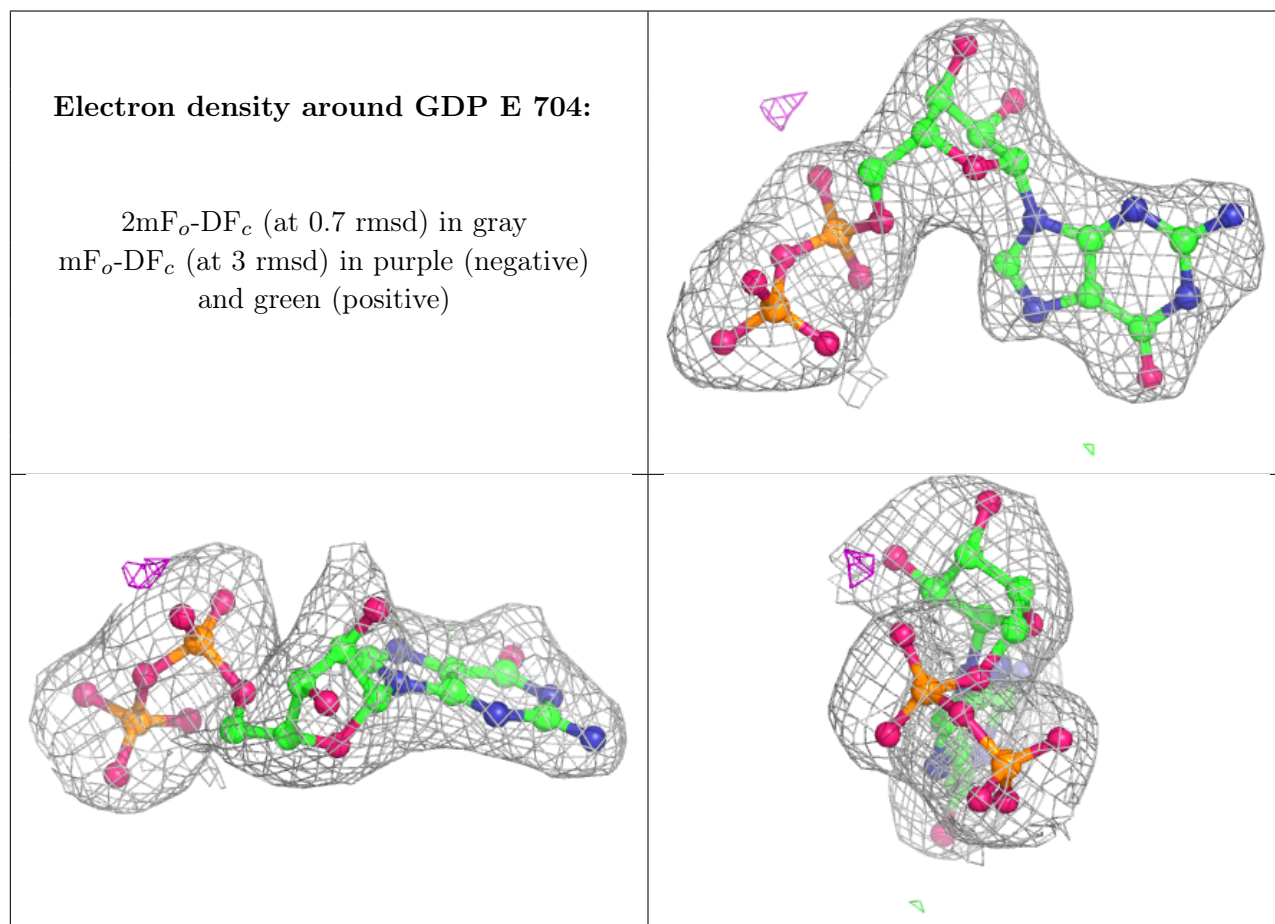 Electron density around GDP E 704:
2mFo-DFc (at 0.7 rmsd) in gray
mFo-DFc (at 3 rmsd) in purple (negative)
and green (positive)